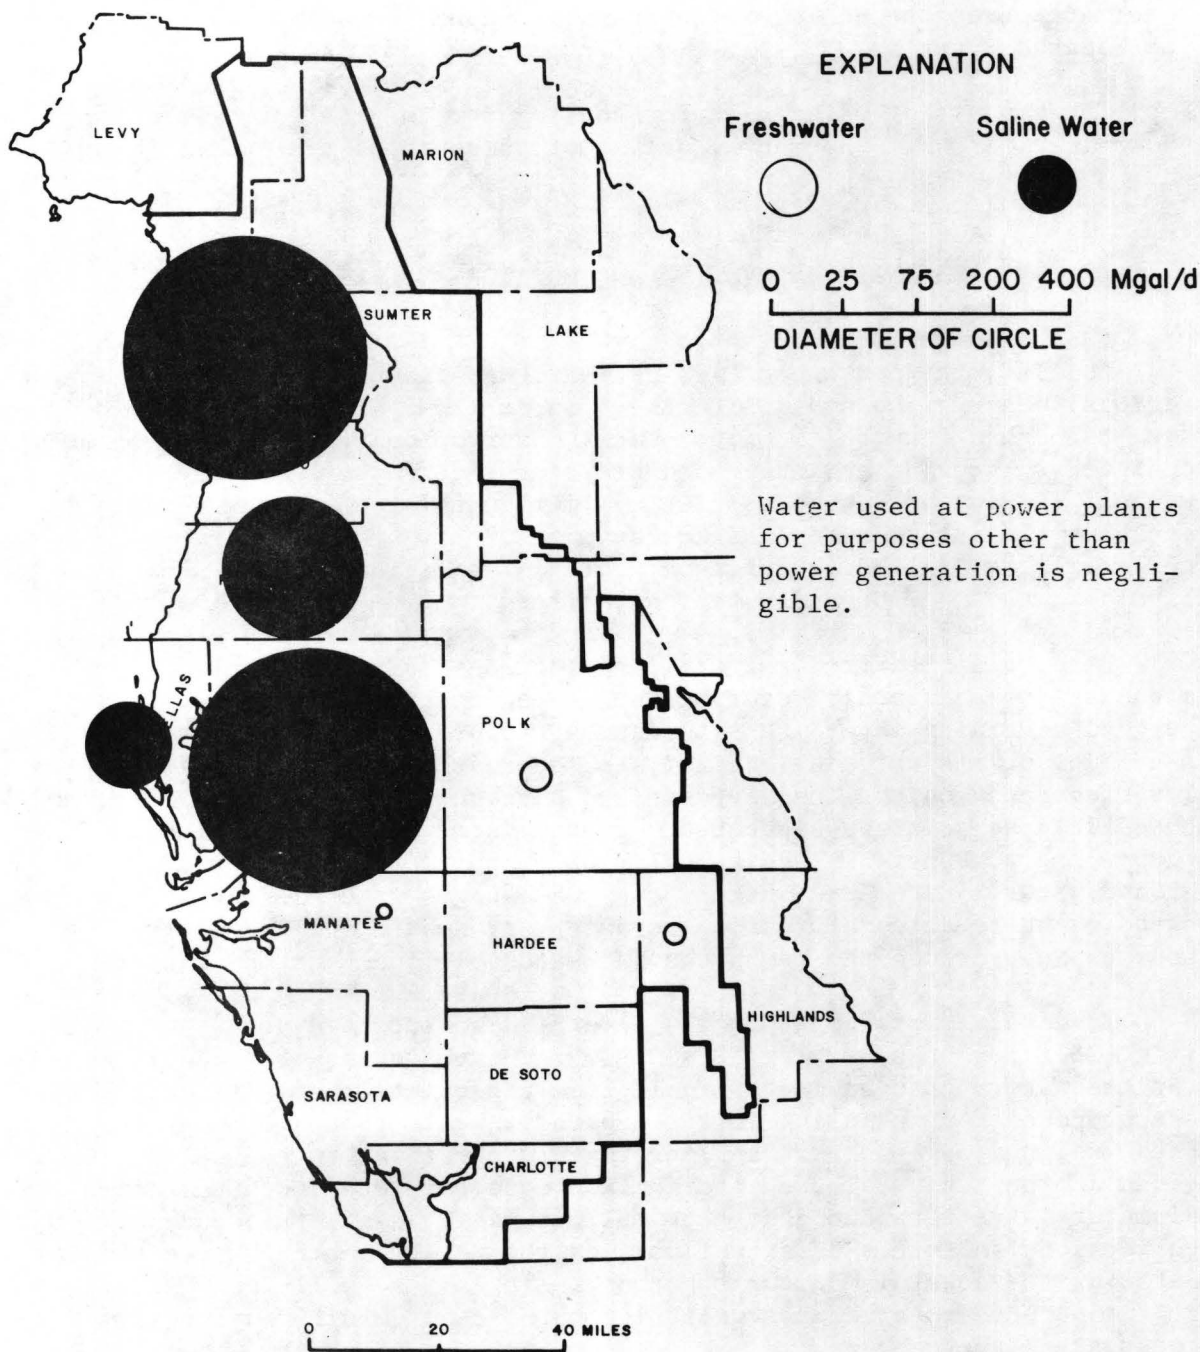 EXPLANATION
Freshwater Saline Water
0 25 75 200 400 Mgal/d
DIAMETER OF CIRCLE
LEVY
MARION
SUMTER
LAKE
Water used at power plants
for purposes other than
power generation is negli-
gible.
ELLAS
POLK
MANATEE
HARDEE
HIGHLANDS
DE SOTO
SARASOTA
CHARLOTTE
0 20 40 MILES